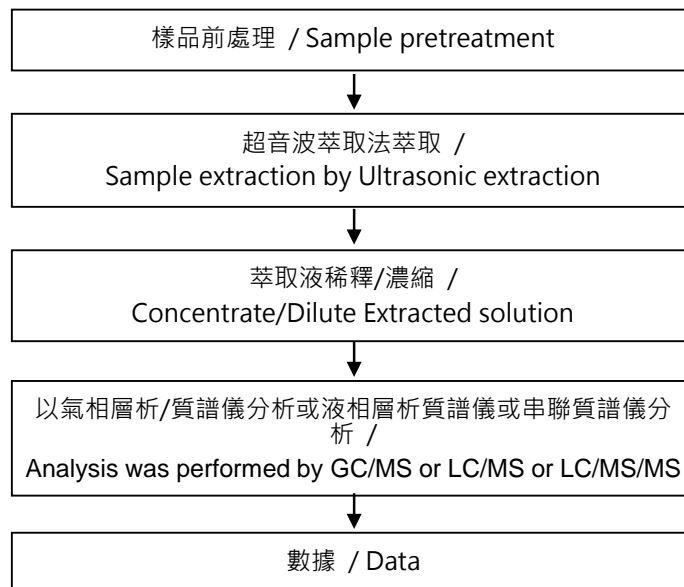 樣品前處理 / Sample pretreatment
超音波萃取法萃取 /
Sample extraction by Ultrasonic extraction
萃取液稀釋/濃縮 /
Concentrate/Dilute Extracted solution
以氣相層析/質譜儀分析或液相層析質譜儀或串聯質譜儀分
析 /
Analysis was performed by GC/MS or LC/MS or LC/MS/MS
數據 / Data